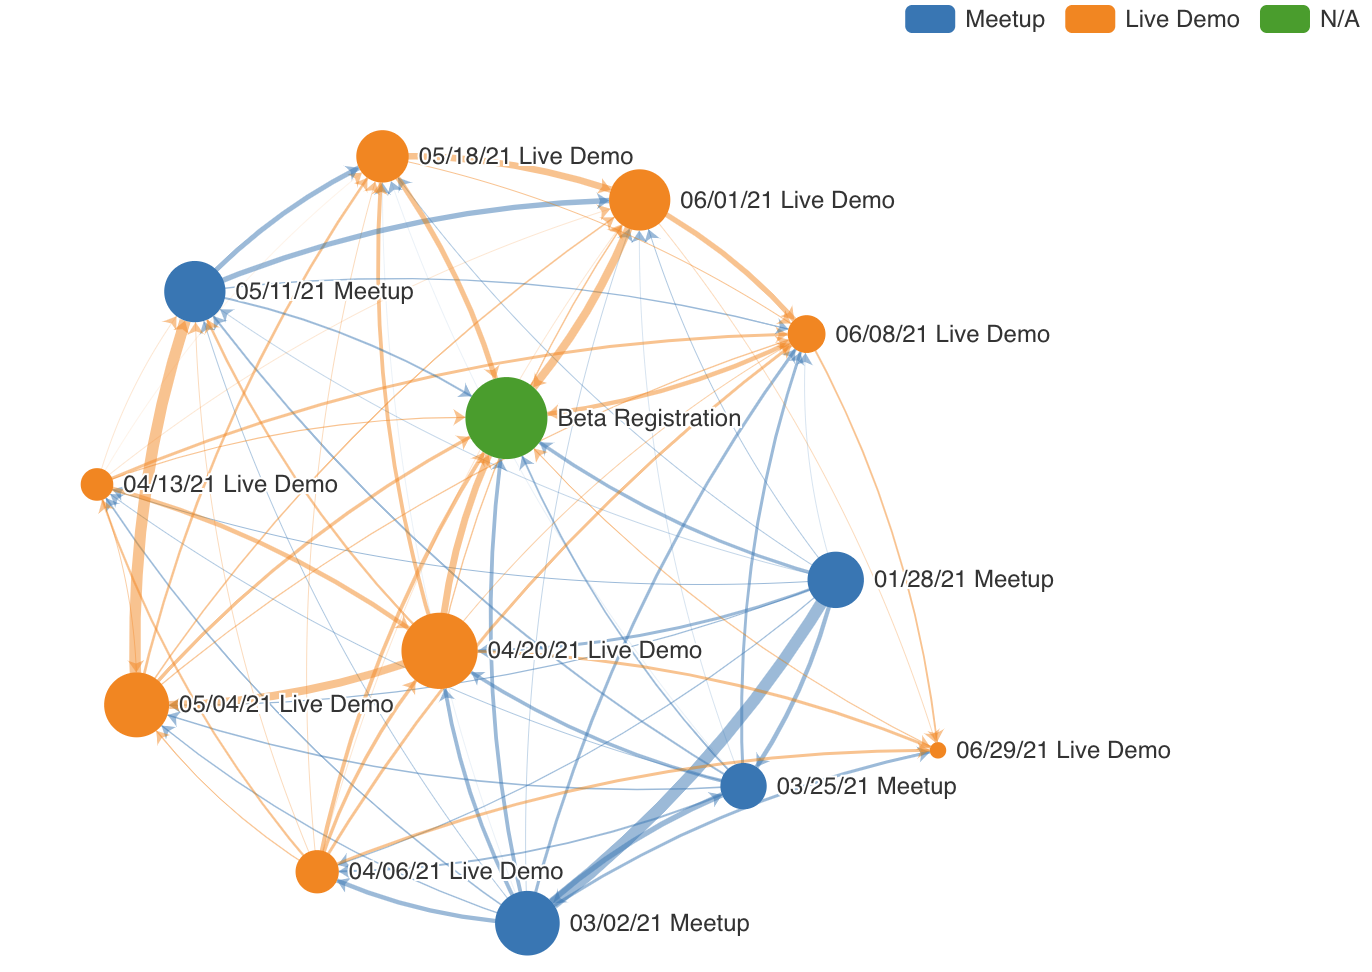 Meetup Live Demo N/A
05/18/21 Live Demo
06/01/21 Live Demo
05/11/21 Meetup
06/08/21 Live Demo
Beta Registration
04/13/21 Live Demo
01/28/21 Meetup
04/20/21 Live Demo
05/04/21 Live Demo
06/29/21 Live Demo
03/25/21 Meetup
04/06/21 Live Demo
03/02/21 Meetup